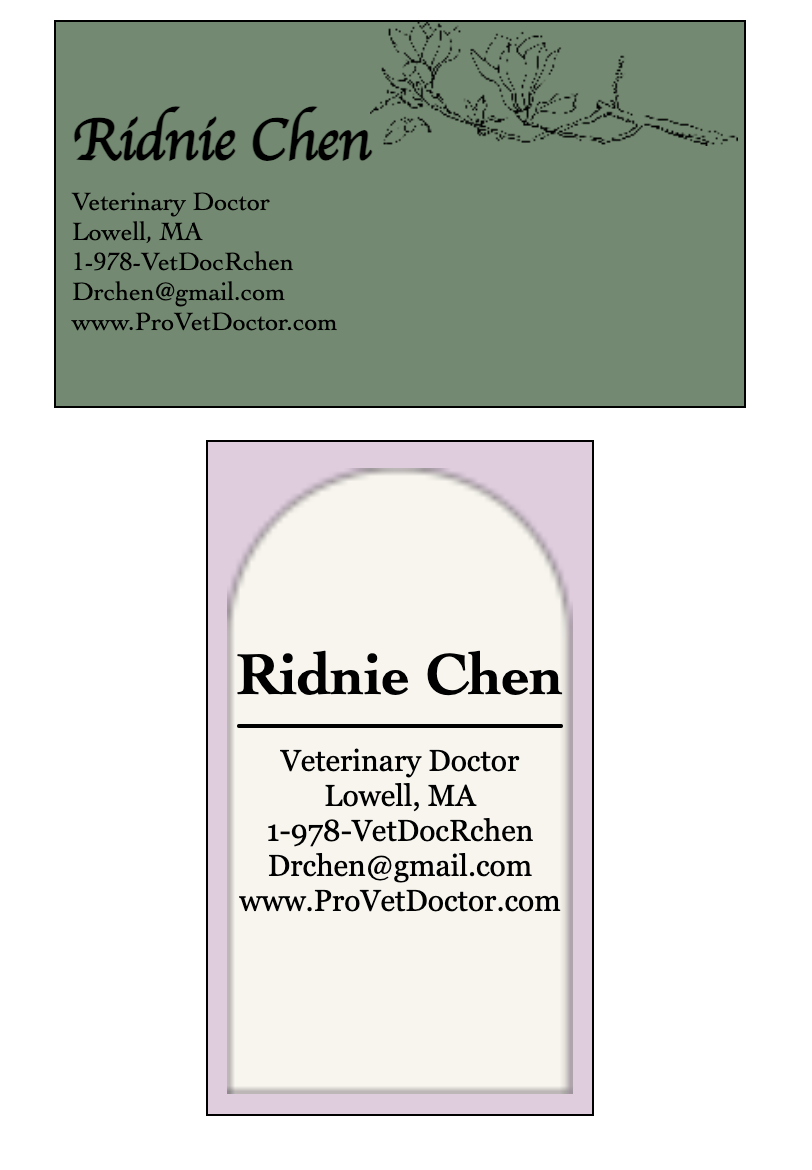 Ridnie Chen
Veterinary Doctor
Lowell, MA
1-978-VetDocRchen
Drchen@gmail.com
www.ProVetDoctor.com
Ridnie Chen
Veterinary Doctor
Lowell, MA
1-978-VetDocRchen
Drchen@gmail.com
www.ProVetDoctor.com